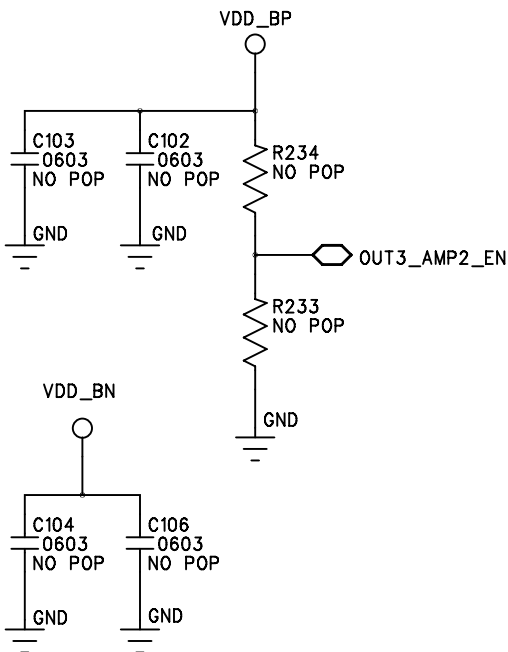 VDD_BP
C103
0603
NO POP
C102
0603
NO POP
R234
NO POP
GND
GND
OUT3_AMP2_EN
R233
NO POP
GND
VDD_BN
C104
0603
NO POP
C106
0603
NO POP
GND
GND